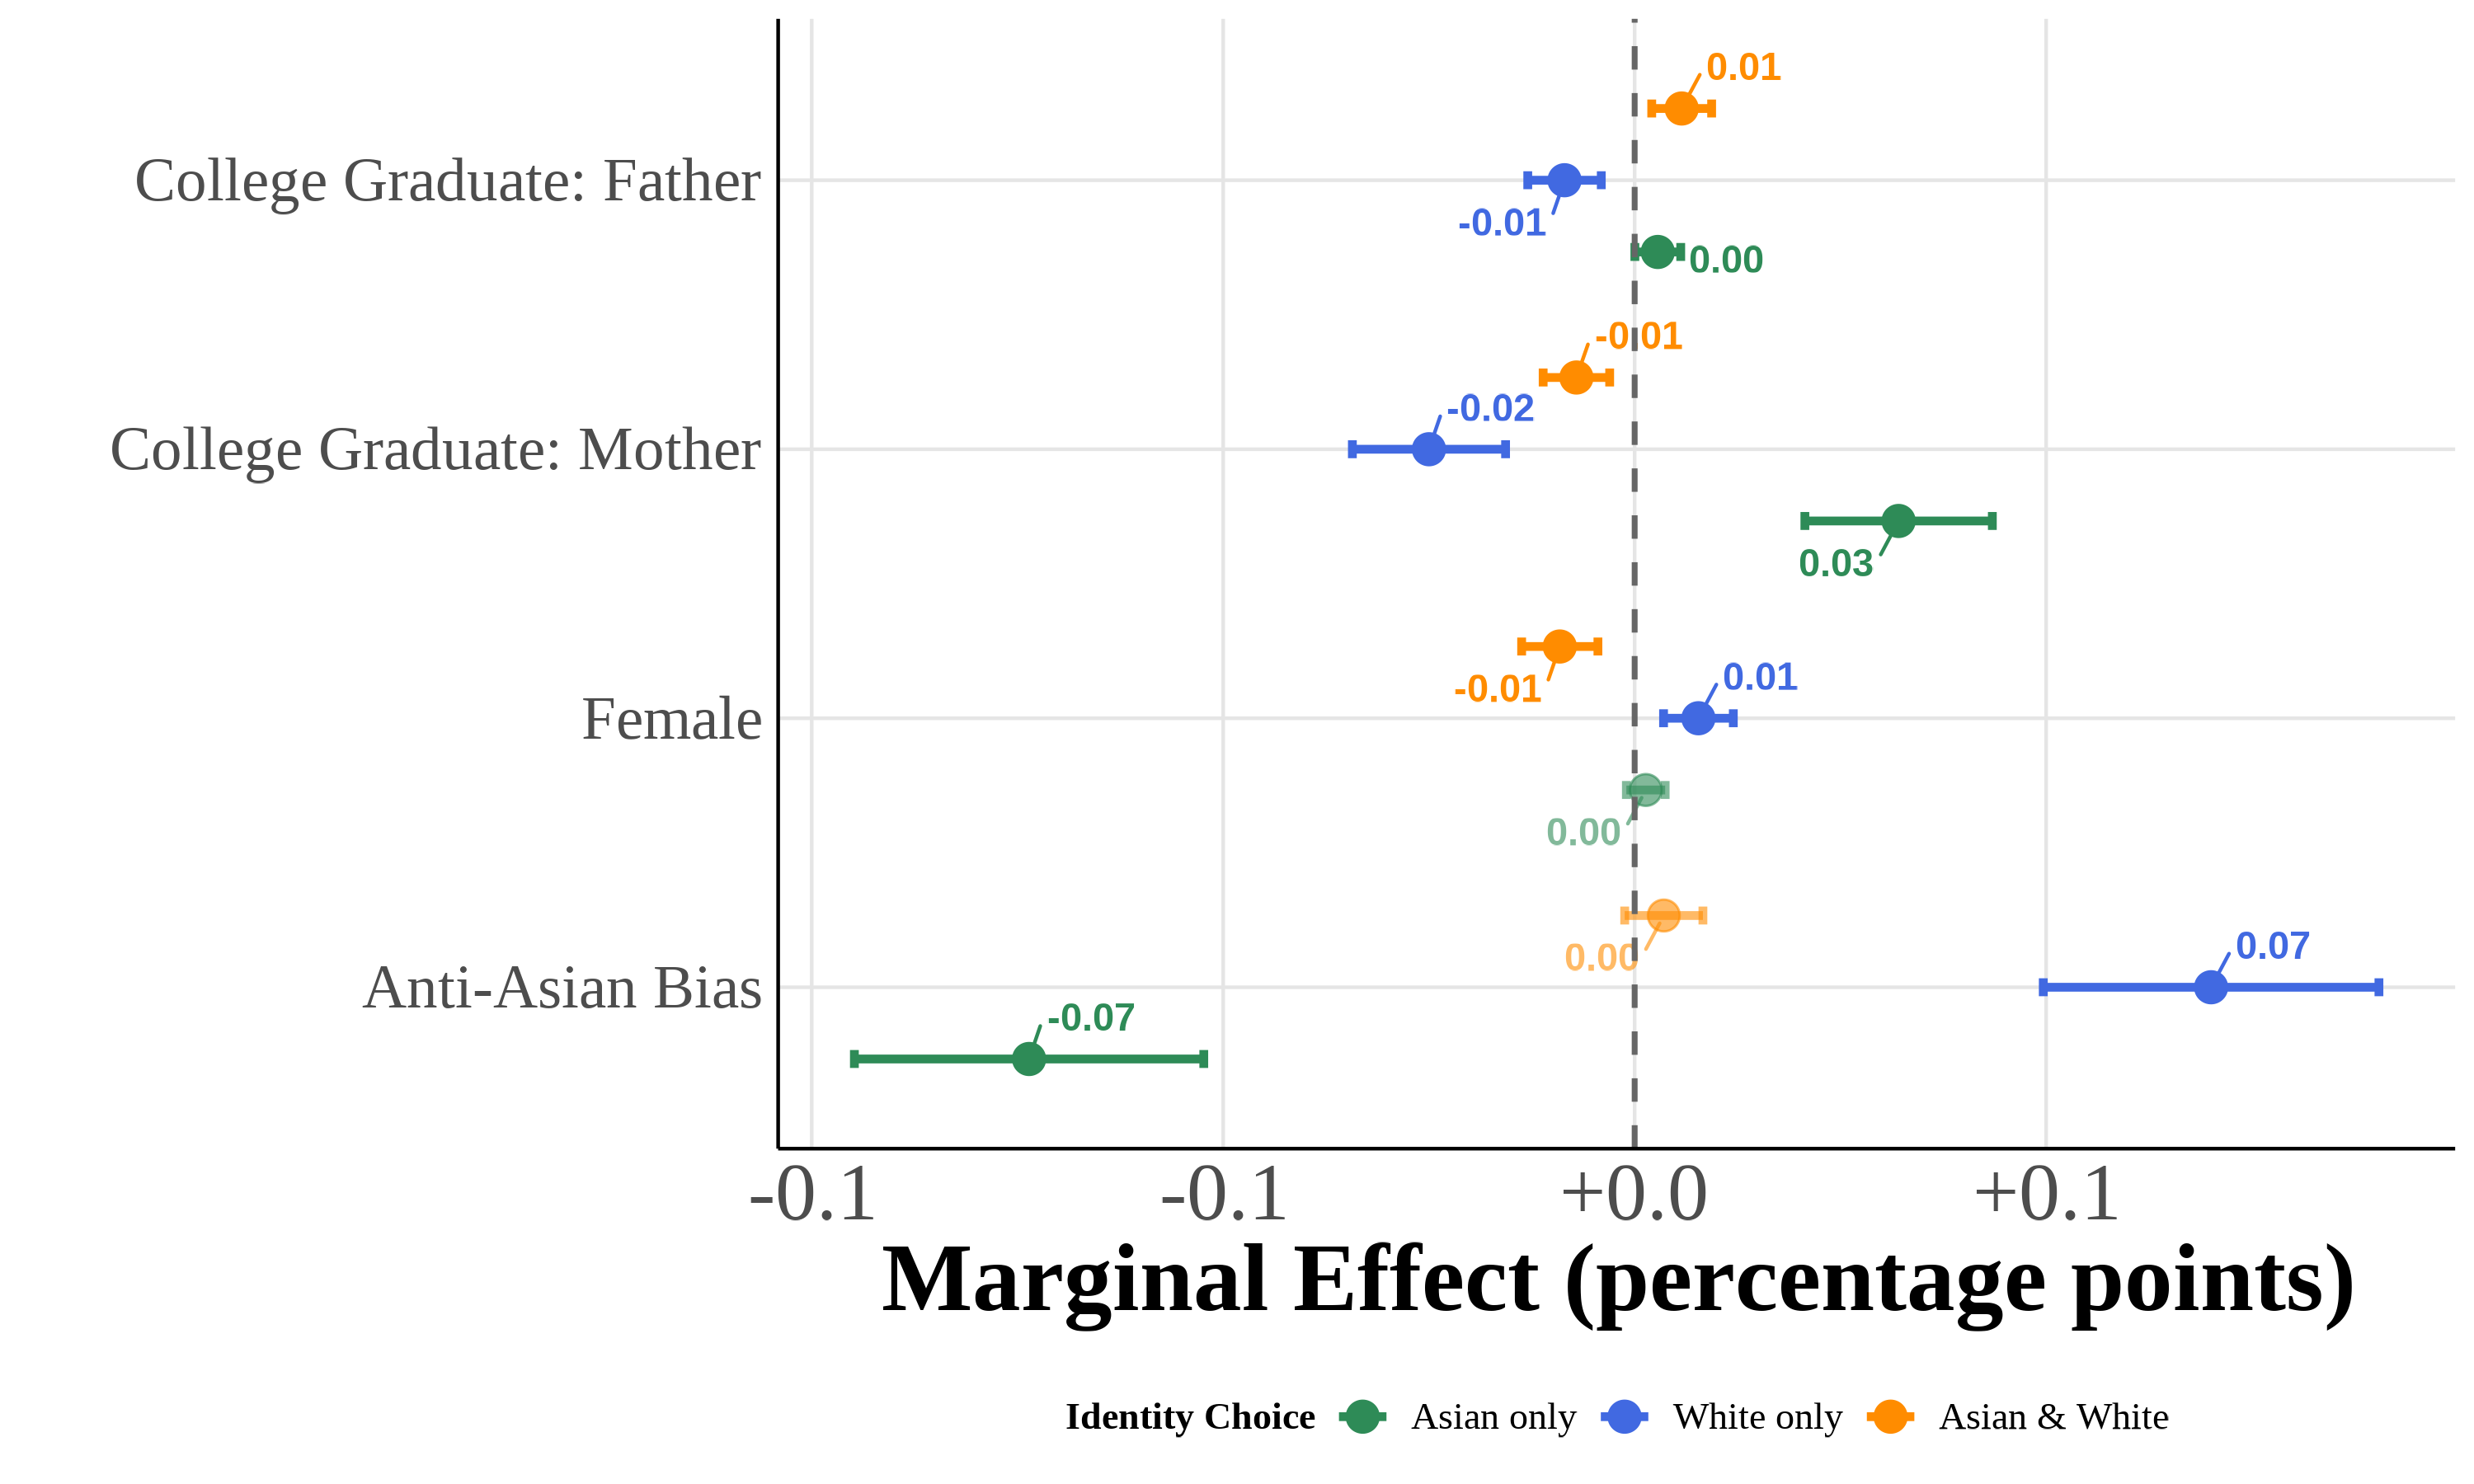 0.01
College Graduate: Father
-0.01
0.00
-0.01
-0.02
College Graduate: Mother
0.03
-0.01
0.01
Female
0.00
0.00
0.07
Anti-Asian Bias
-0.07
-0.1 -0.1 +0.0 +0.1
Marginal Effect (percentage points)
Identity Choice Asian only White only Asian & White